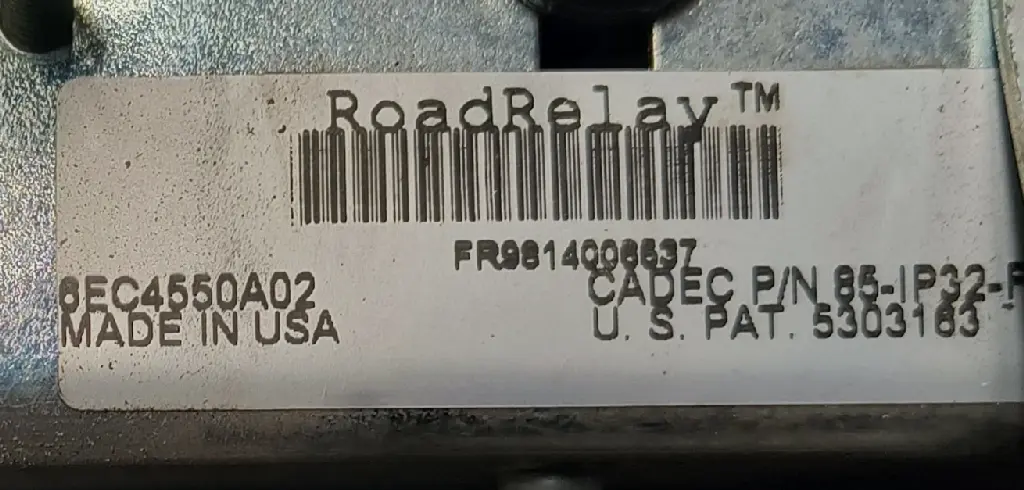 RoadRelay™
FR9814006537
6EC4550A02
MADE IN USA
CADEC P/N 85-IP32-
U. S. PAT. 5303163